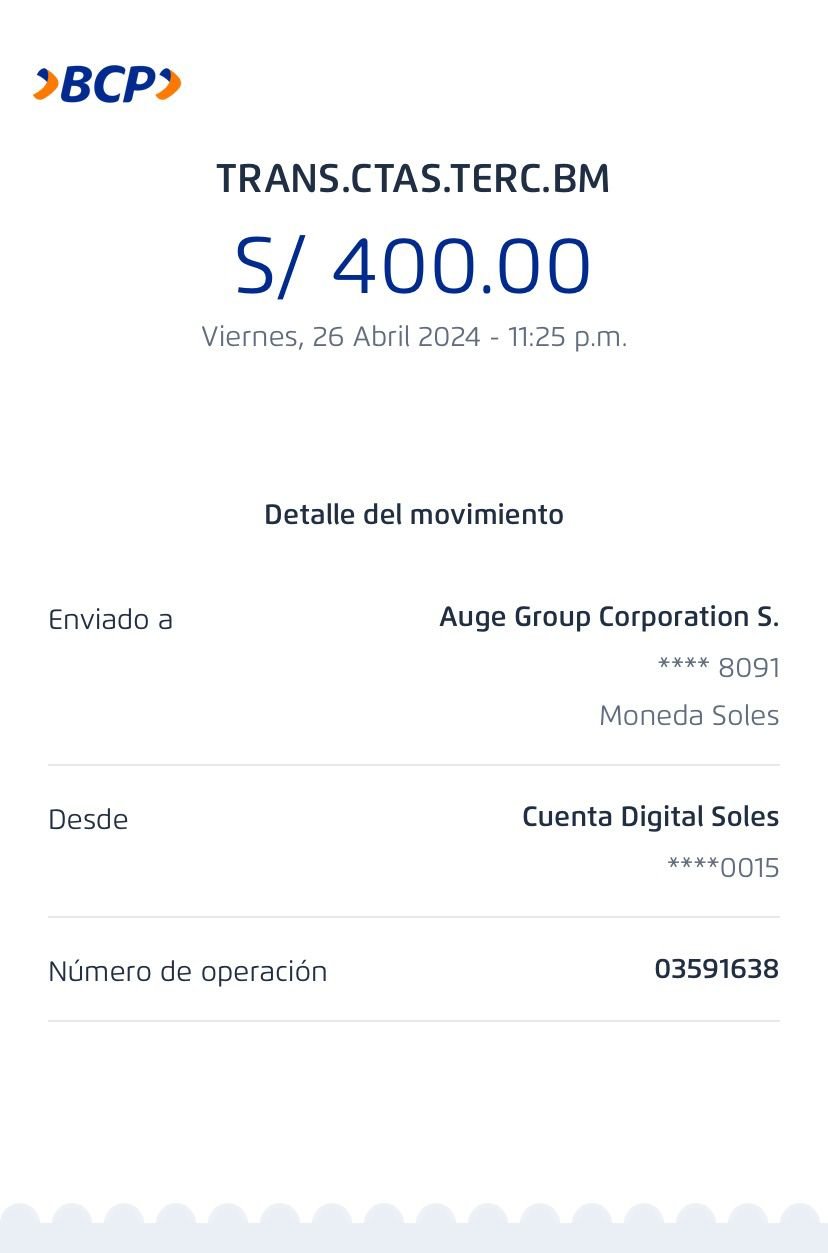 BCP
TRANS.CTAS.TERC.BM
S/ 400.00
Viernes, 26 Abril 2024 - 11:25 p.m.
Detalle del movimiento
Enviado a
Auge Group Corporation S.
**** 8091
Moneda Soles
Desde
Cuenta Digital Soles
****0015
Número de operación
03591638